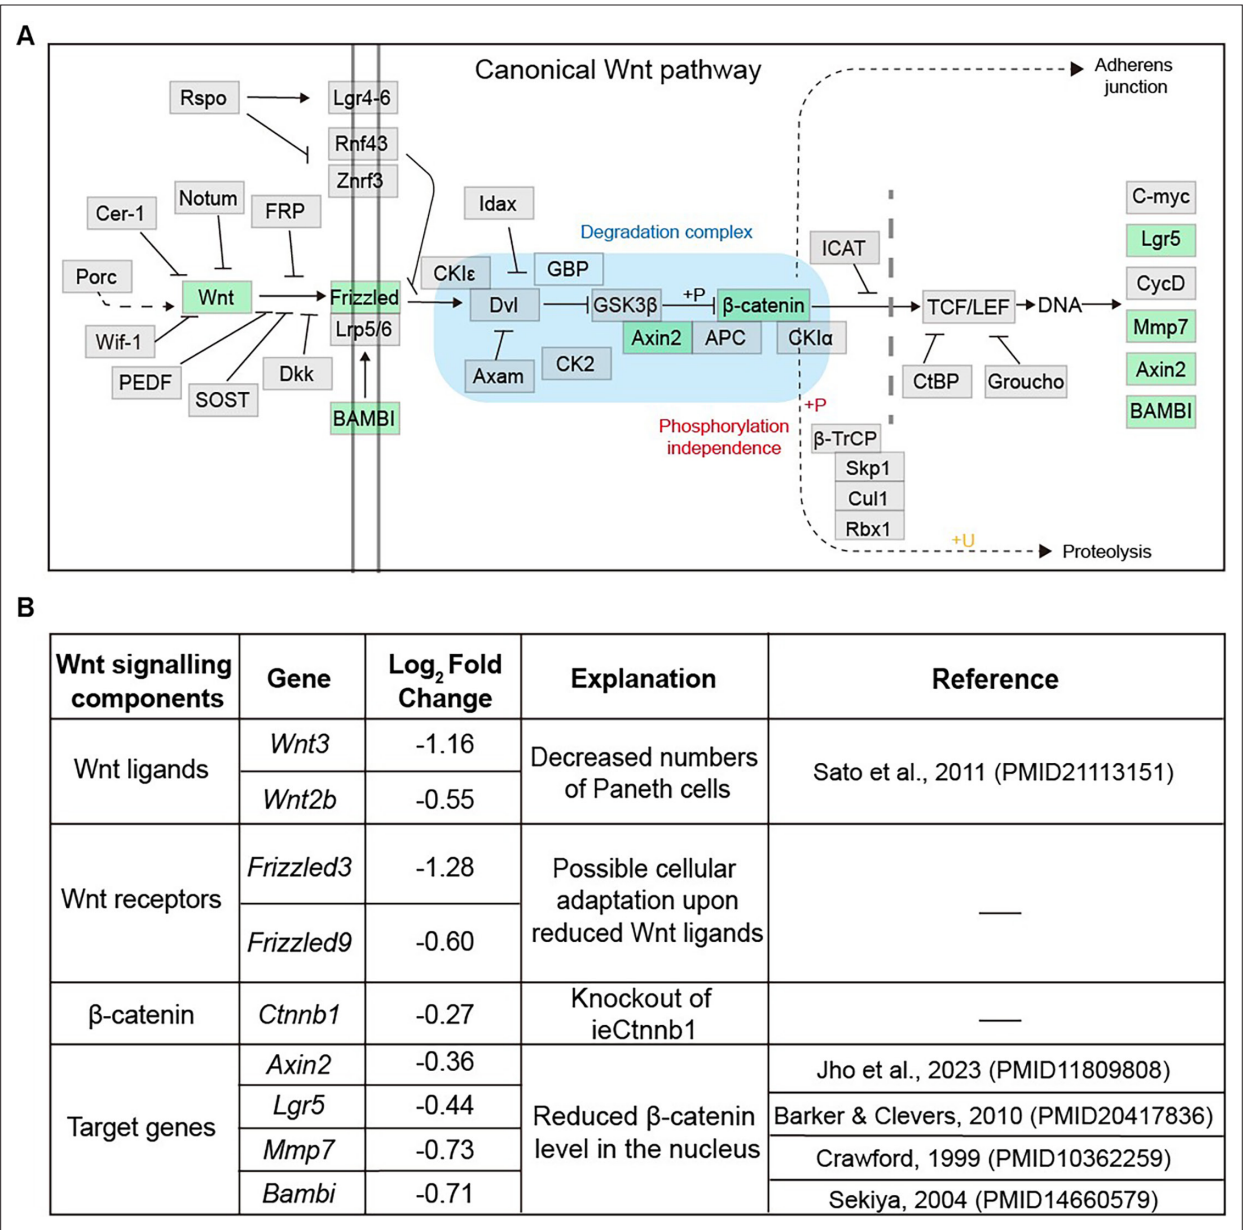 A
Canonical Wnt pathway
Adherens
junction
Rspo
Lgr4-6
Rnf43
Znrf3
Cer-1
Notum
FRP
Idax
Degradation complex
ICAT
C-myc
Lgr5
CycD
Mmp7
Axin2
BAMBI
Porc
Wnt
Frizzled
Lrp5/6
CKIε
GBP
Dvl
GSK3β
+P
β-catenin
TCF/LEF
DNA
Wif-1
PEDF
SOST
Dkk
BAMBI
Axam
CK2
Axin2
APC
CKIα
CtBP
Groucho
+P
Phosphorylation
independence
β-TrCP
Skp1
Cul1
Rbx1
+U
Proteolysis
B
Wnt signalling components | Gene | Log2 Fold Change | Explanation | Reference
Wnt ligands
Wnt3 -1.16
Wnt2b -0.55
Decreased numbers
of Paneth cells
Sato et al., 2011 (PMID21113151)
Wnt receptors
Frizzled3 -1.28
Frizzled9 -0.60
Possible cellular
adaptation upon
reduced Wnt ligands
β-catenin
Ctnnb1 -0.27
Knockout of
ieCtnnb1
Target genes
Axin2 -0.36
Lgr5 -0.44
Mmp7 -0.73
Bambi -0.71
Reduced β-catenin
level in the nucleus
Jho et al., 2023 (PMID11809808)
Barker & Clevers, 2010 (PMID20417836)
Crawford, 1999 (PMID10362259)
Sekiya, 2004 (PMID14660579)